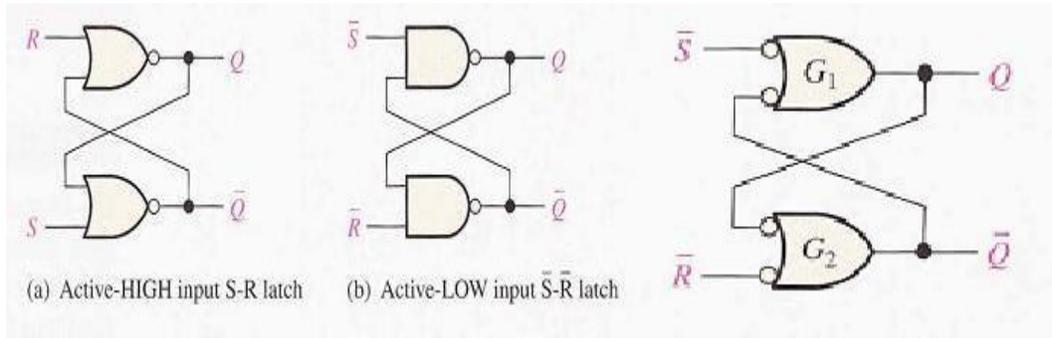 R
Q
S
Q̅
(a) Active-HIGH input S-R latch
S̅
Q
R̅
Q̅
(b) Active-LOW input S̅-R̅ latch
S̅
G₁
Q
R̅
G₂
Q̅